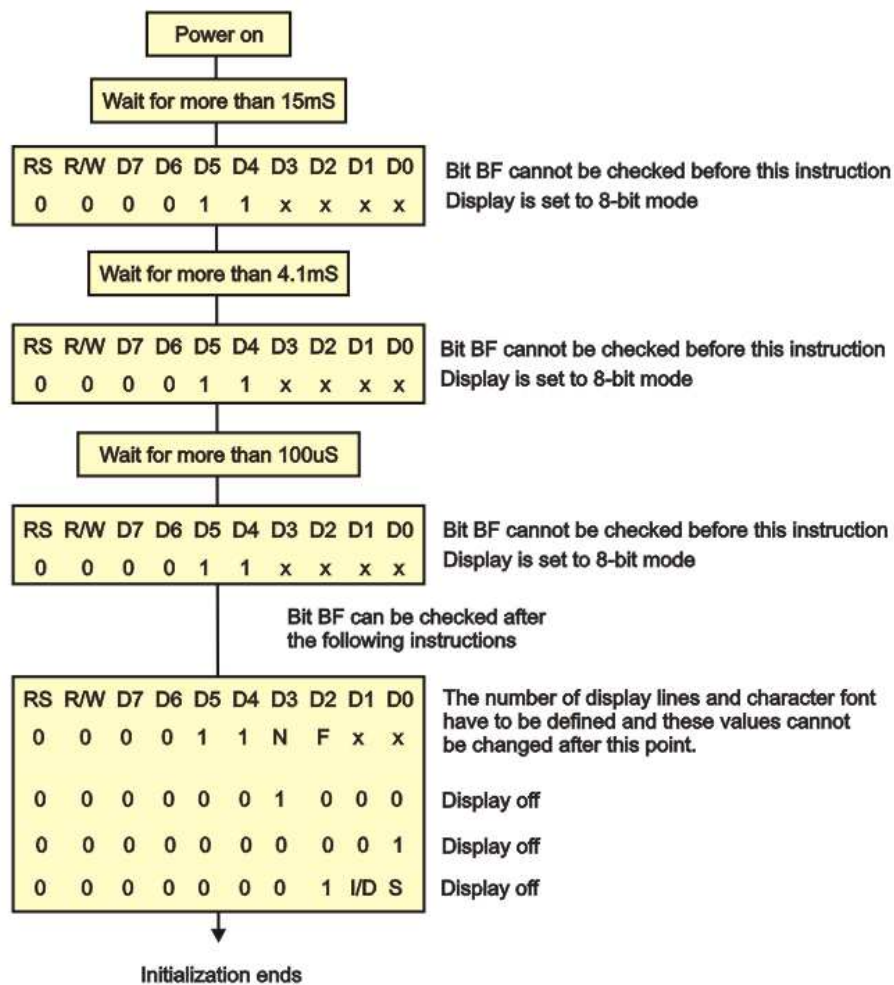 Power on
Wait for more than 15mS
RS R/W D7 D6 D5 D4 D3 D2 D1 D0
0 0 0 0 1 1 x x x x
Bit BF cannot be checked before this instruction
Display is set to 8-bit mode
Wait for more than 4.1mS
RS R/W D7 D6 D5 D4 D3 D2 D1 D0
0 0 0 0 1 1 x x x x
Bit BF cannot be checked before this instruction
Display is set to 8-bit mode
Wait for more than 100uS
RS R/W D7 D6 D5 D4 D3 D2 D1 D0
0 0 0 0 1 1 x x x x
Bit BF cannot be checked before this instruction
Display is set to 8-bit mode
Bit BF can be checked after
the following instructions
RS R/W D7 D6 D5 D4 D3 D2 D1 D0
0 0 0 0 1 1 N F x x
The number of display lines and character font
have to be defined and these values cannot
be changed after this point.
0 0 0 0 0 0 1 0 0 0 Display off
0 0 0 0 0 0 0 0 0 1 Display off
0 0 0 0 0 0 0 1 I/D S Display off
Initialization ends